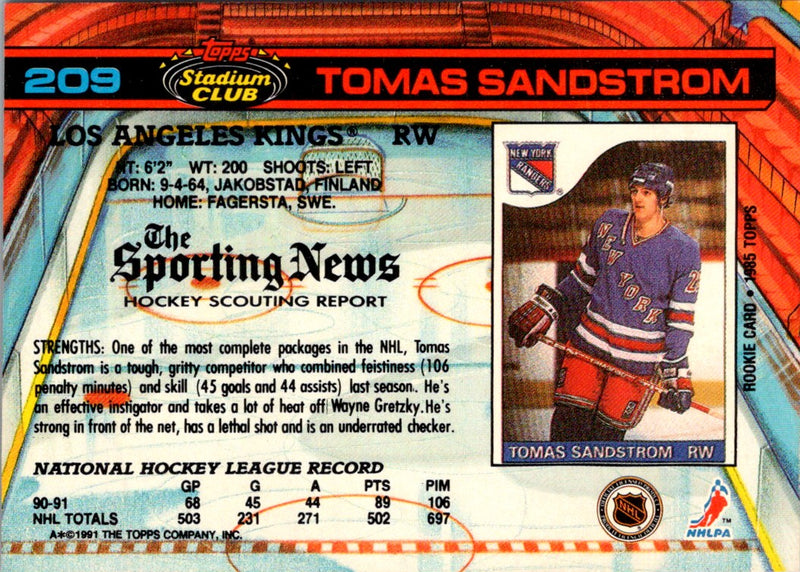 209
Topps
Stadium
CLUB
TOMAS SANDSTROM
LOS ANGELES KINGS® RW
HT: 6'2" WT: 200 SHOOTS: LEFT
BORN: 9-4-64, JAKOBSTAD, FINLAND
HOME: FAGERSTA, SWE.
The
Sporting News
HOCKEY SCOUTING REPORT
STRENGTHS: One of the most complete packages in the NHL, Tomas
Sandstrom is a tough, gritty competitor who combined feistiness (106
penalty minutes) and skill (45 goals and 44 assists) last season. He's
an effective instigator and takes a lot of heat off Wayne Gretzky. He's
strong in front of the net, has a lethal shot and is an underrated checker.
NATIONAL HOCKEY LEAGUE RECORD
GP G A PTS PIM
90-91 68 45 44 89 106
NHL TOTALS 503 231 271 502 697
A*©1991 THE TOPPS COMPANY, INC.
NEW YORK
RANGERS
®
NEW YORK
2
TOMAS SANDSTROM RW
ROOKIE CARD • 1985 TOPPS
NHL
NHLPA
TM